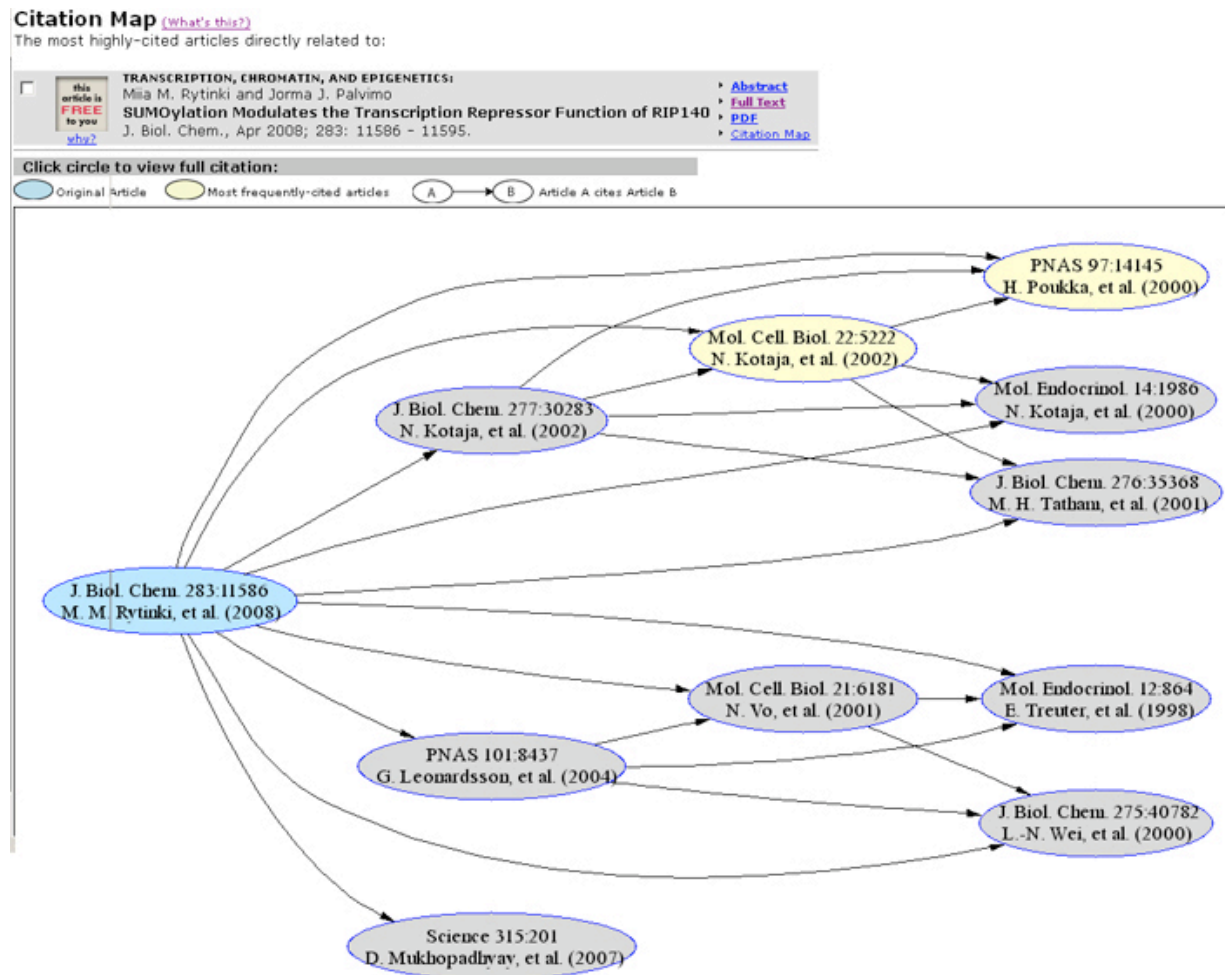 Citation Map (What's this?)
The most highly-cited articles directly related to:
this
article is
FREE
to you
why?
TRANSCRIPTION, CHROMATIN, AND EPIGENETICS:
Miia M. Rytinki and Jorma J. Palvimo
SUMOylation Modulates the Transcription Repressor Function of RIP140
J. Biol. Chem., Apr 2008; 283: 11586 - 11595.
Abstract
Full Text
PDF
Citation Map
Click circle to view full citation:
Original Article
Most frequently-cited articles
A
B
Article A cites Article B
PNAS 97:14145
H. Poukka, et al. (2000)
Mol. Cell. Biol. 22:5222
N. Kotaja, et al. (2002)
Mol. Endocrinol. 14:1986
N. Kotaja, et al. (2000)
J. Biol. Chem. 277:30283
N. Kotaja, et al. (2002)
J. Biol. Chem. 276:35368
M. H. Tatham, et al. (2001)
J. Biol. Chem. 283:11586
M. M. Rytinki, et al. (2008)
Mol. Cell. Biol. 21:6181
N. Vo, et al. (2001)
Mol. Endocrinol. 12:864
E. Treuter, et al. (1998)
PNAS 101:8437
G. Leonardsson, et al. (2004)
J. Biol. Chem. 275:40782
L.-N. Wei, et al. (2000)
Science 315:201
D. Mukhopadhyay, et al. (2007)